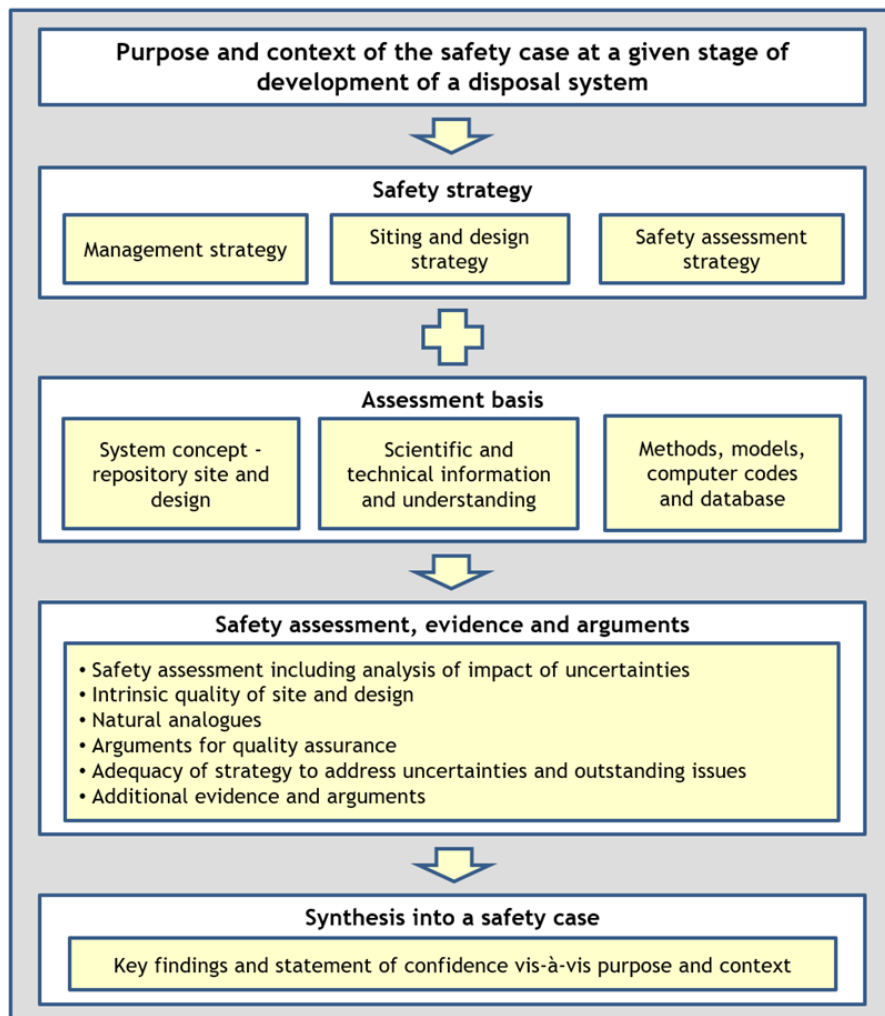 Purpose and context of the safety case at a given stage of
development of a disposal system
Safety strategy
Management strategy
Siting and design
strategy
Safety assessment
strategy
Assessment basis
System concept -
repository site and
design
Scientific and
technical information
and understanding
Methods, models,
computer codes
and database
Safety assessment, evidence and arguments
• Safety assessment including analysis of impact of uncertainties
• Intrinsic quality of site and design
• Natural analogues
• Arguments for quality assurance
• Adequacy of strategy to address uncertainties and outstanding issues
• Additional evidence and arguments
Synthesis into a safety case
Key findings and statement of confidence vis-à-vis purpose and context